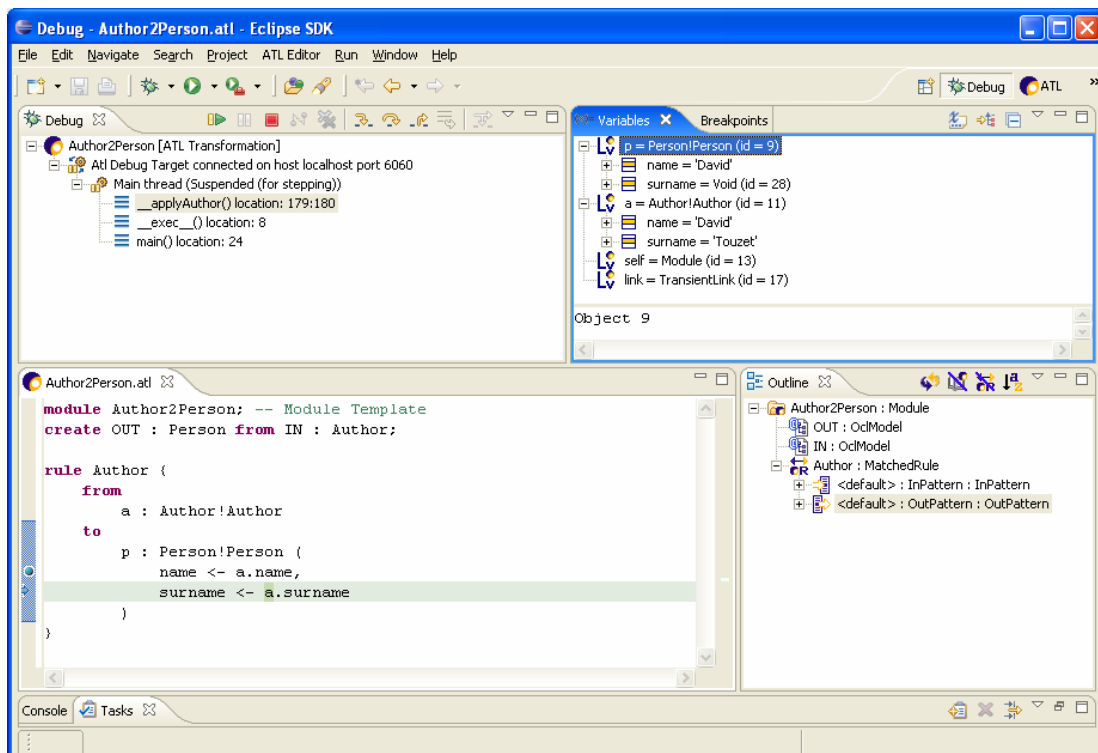 Debug - Author2Person.atl - Eclipse SDK
File Edit Navigate Search Project ATL Editor Run Window Help
Debug ATL »
Debug
Author2Person [ATL Transformation]
Atl Debug Target connected on host localhost port 6060
Main thread (Suspended (for stepping))
__applyAuthor() location: 179:180
__exec__() location: 8
main() location: 24
Variables Breakpoints
p = Person!Person (id = 9)
name = 'David'
surname = Void (id = 28)
a = Author!Author (id = 11)
name = 'David'
surname = 'Touzet'
self = Module (id = 13)
link = TransientLink (id = 17)
Object 9
Author2Person.atl
module Author2Person; -- Module Template
create OUT : Person from IN : Author;
rule Author {
from
a : Author!Author
to
p : Person!Person (
name <- a.name,
surname <- a.surname
)
}
Outline
Author2Person : Module
OUT : OclModel
IN : OclModel
Author : MatchedRule
<default> : InPattern : InPattern
<default> : OutPattern : OutPattern
Console Tasks